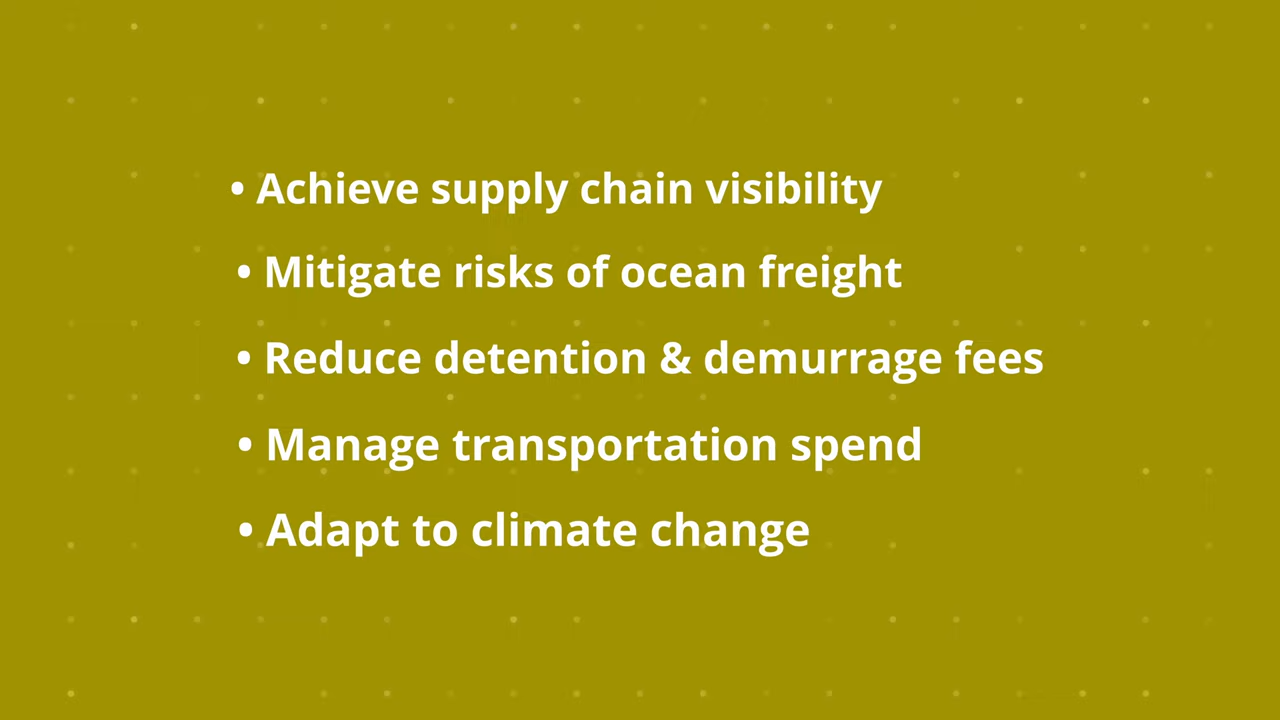 • Achieve supply chain visibility
• Mitigate risks of ocean freight
• Reduce detention & demurrage fees
• Manage transportation spend
• Adapt to climate change